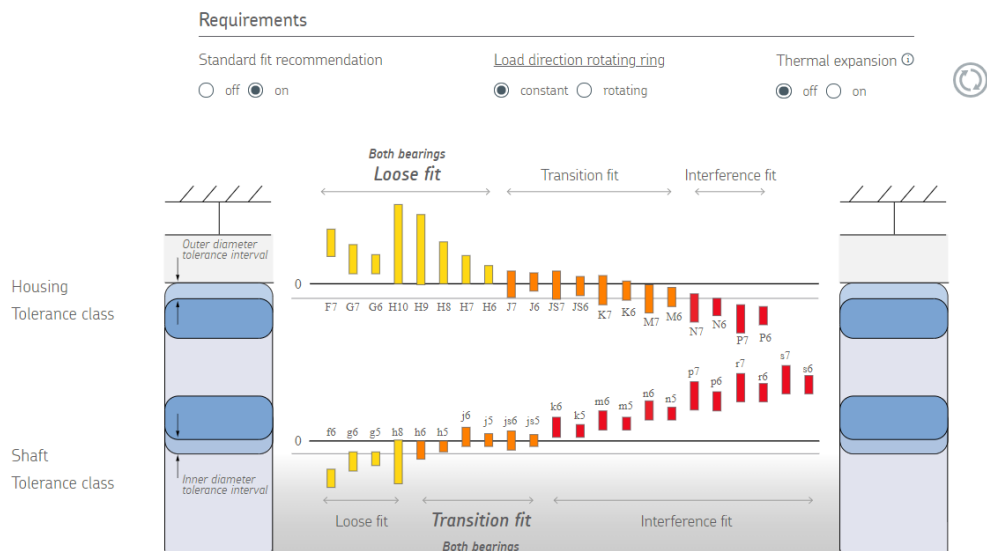 Requirements
Standard fit recommendation
Load direction rotating ring
Thermal expansion
off on
constant rotating
off on
Both bearings
Loose fit
Transition fit
Interference fit
Outer diameter
tolerance interval
Housing
Tolerance class
0
F7 G7 G6 H10 H9 H8 H7 H6 J7 J6 JS7 JS6 K7 K6 M7 M6 N7 N6 P7 P6
f6 g6 g5 h8 h6 h5 j6 j5 js6 js5 k6 k5 m6 m5 n6 n5 p7 p6 r7 r6 s7 s6
0
Shaft
Tolerance class
Inner diameter
tolerance interval
Loose fit
Transition fit
Interference fit
Both bearings